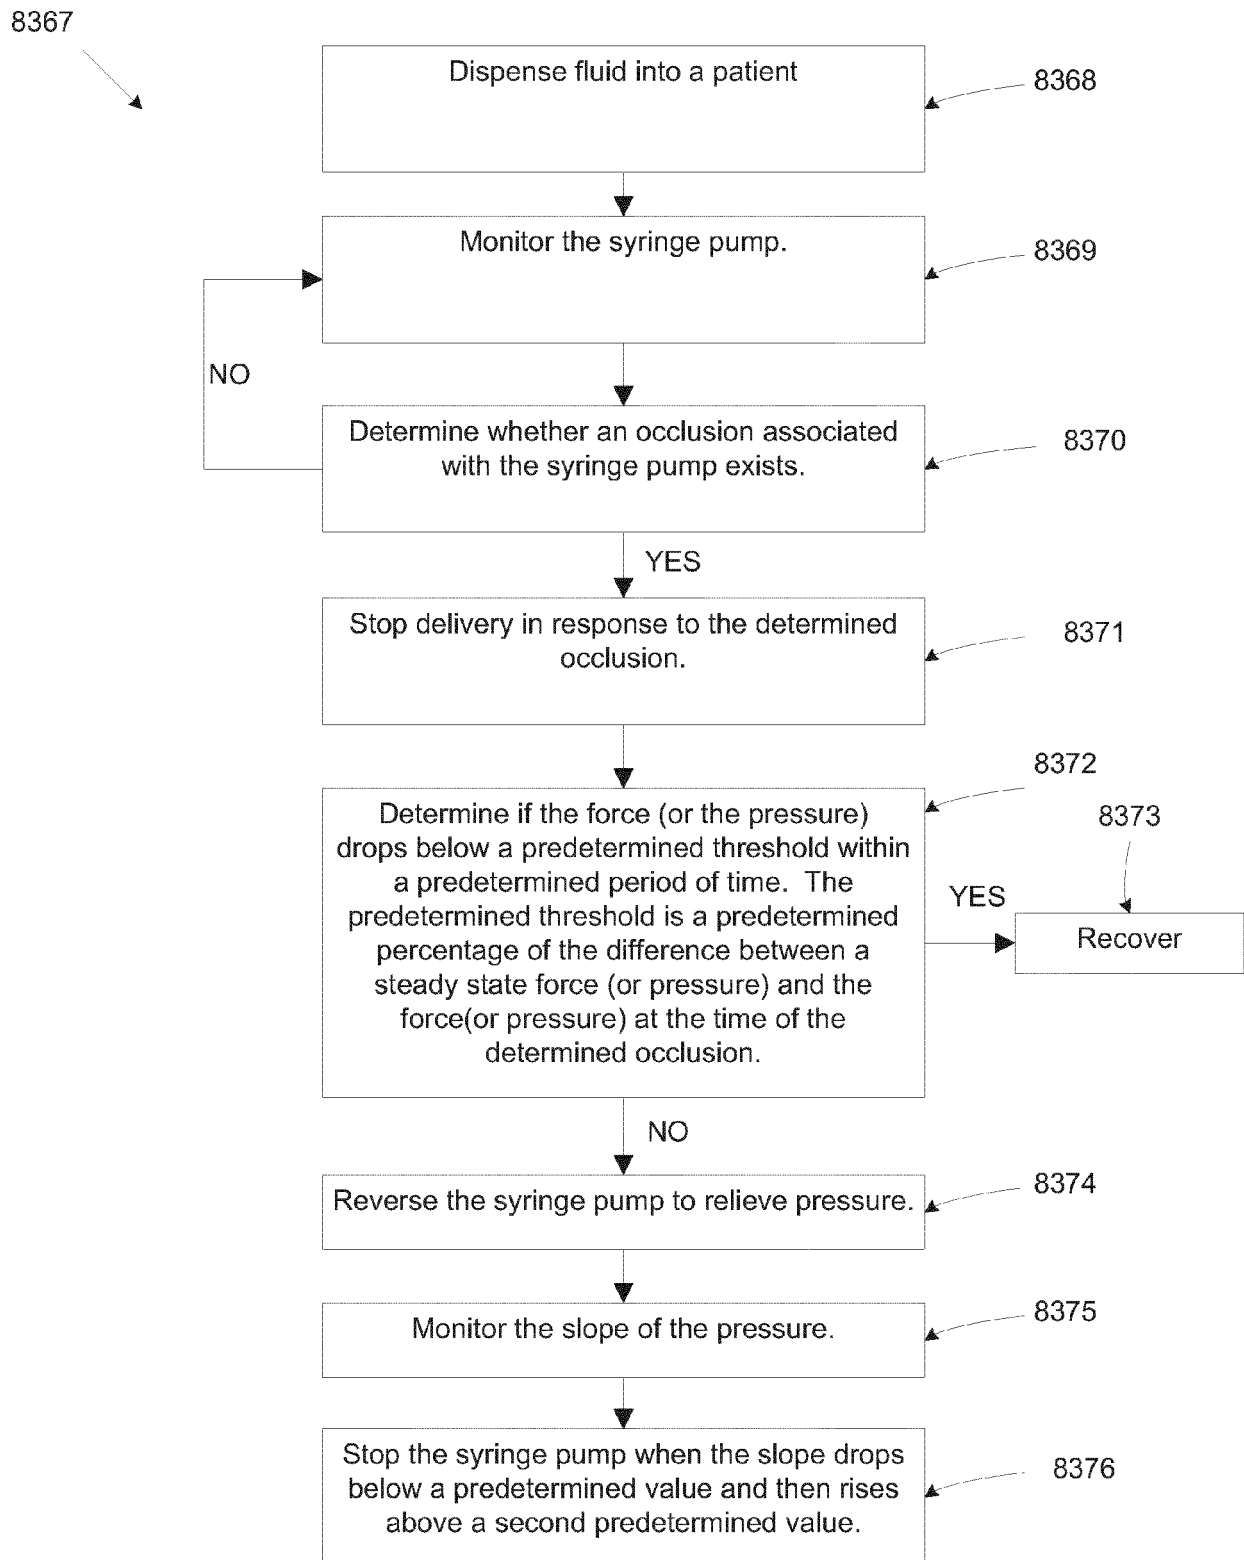 8367
Dispense fluid into a patient
8368
Monitor the syringe pump.
8369
NO
Determine whether an occlusion associated
with the syringe pump exists.
8370
YES
Stop delivery in response to the determined
occlusion.
8371
8372
Determine if the force (or the pressure)
drops below a predetermined threshold within
a predetermined period of time. The
predetermined threshold is a predetermined
percentage of the difference between a
steady state force (or pressure) and the
force(or pressure) at the time of the
determined occlusion.
8373
YES
Recover
NO
Reverse the syringe pump to relieve pressure.
8374
Monitor the slope of the pressure.
8375
Stop the syringe pump when the slope drops
below a predetermined value and then rises
above a second predetermined value.
8376